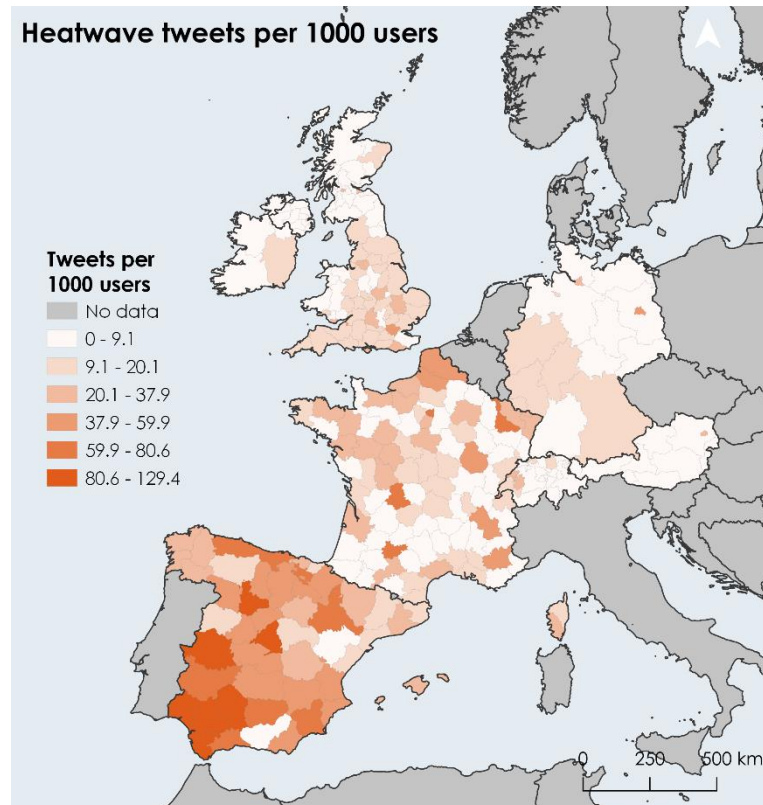 Heatwave tweets per 1000 users
Tweets per
1000 users
No data
0 - 9.1
9.1 - 20.1
20.1 - 37.9
37.9 - 59.9
59.9 - 80.6
80.6 - 129.4
0 250 500 km